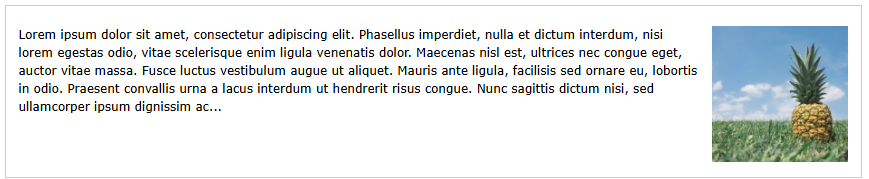 Lorem ipsum dolor sit amet, consectetur adipiscing elit. Phasellus imperdiet, nulla et dictum interdum, nisi
lorem egestas odio, vitae scelerisque enim ligula venenatis dolor. Maecenas nisl est, ultrices nec congue eget,
auctor vitae massa. Fusce luctus vestibulum augue ut aliquet. Mauris ante ligula, facilisis sed ornare eu, lobortis
in odio. Praesent convallis urna a lacus interdum ut hendrerit risus congue. Nunc sagittis dictum nisi, sed
ullamcorper ipsum dignissim ac...